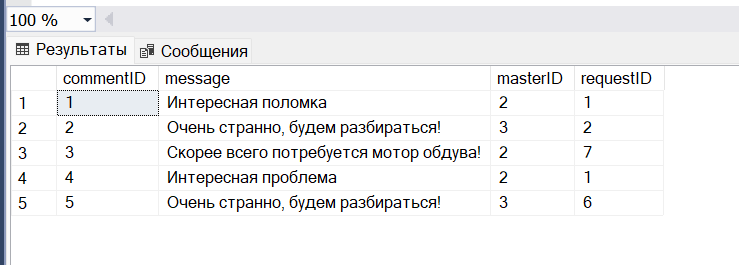 100 %
Результаты Сообщения
commentID message masterID requestID
1 1 Интересная поломка 2 1
2 2 Очень странно, будем разбираться! 3 2
3 3 Скорее всего потребуется мотор обдува! 2 7
4 4 Интересная проблема 2 1
5 5 Очень странно, будем разбираться! 3 6